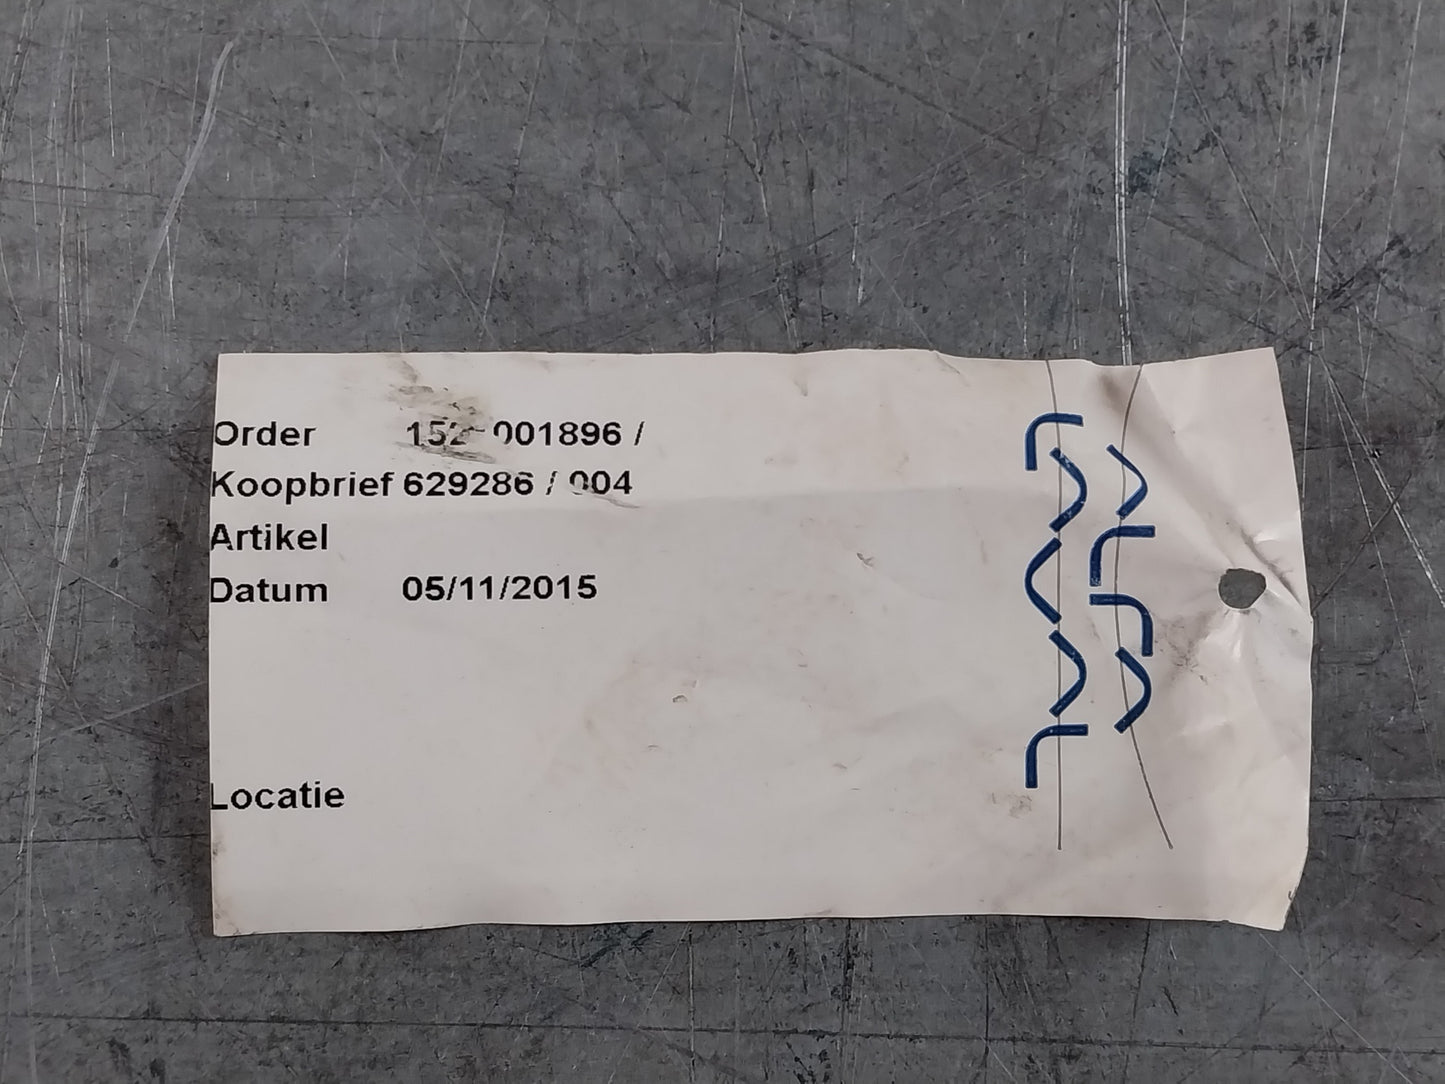 Order 001896 /
Koopbrief 629286 / 004
Artikel
Datum 05/11/2015
Locatie
ALFA
LAVAL